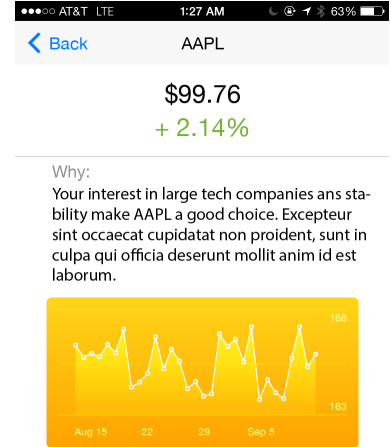 AT&T LTE 1:27 AM 63%
Back AAPL
$99.76
+ 2.14%
Why:
Your interest in large tech companies ans sta-
bility make AAPL a good choice. Excepteur
sint occaecat cupidatat non proident, sunt in
culpa qui officia deserunt mollit anim id est
laborum.
168
163
Aug 15 22 29 Sep 5